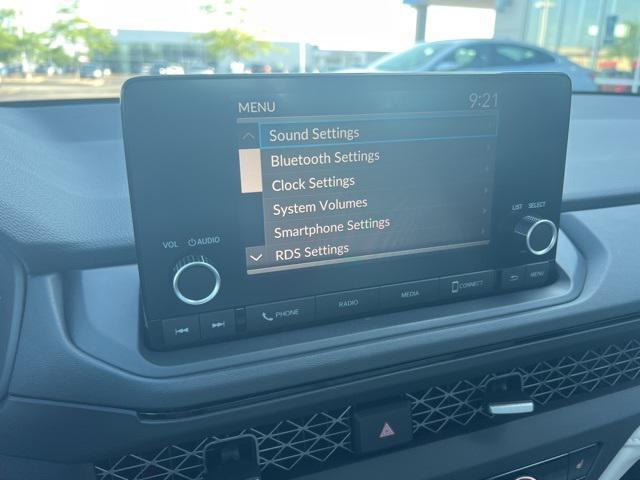 MENU 9:21
Sound Settings
Bluetooth Settings
Clock Settings
System Volumes
Smartphone Settings
RDS Settings
VOL AUDIO
LIST SELECT
PHONE RADIO MEDIA CONNECT MENU